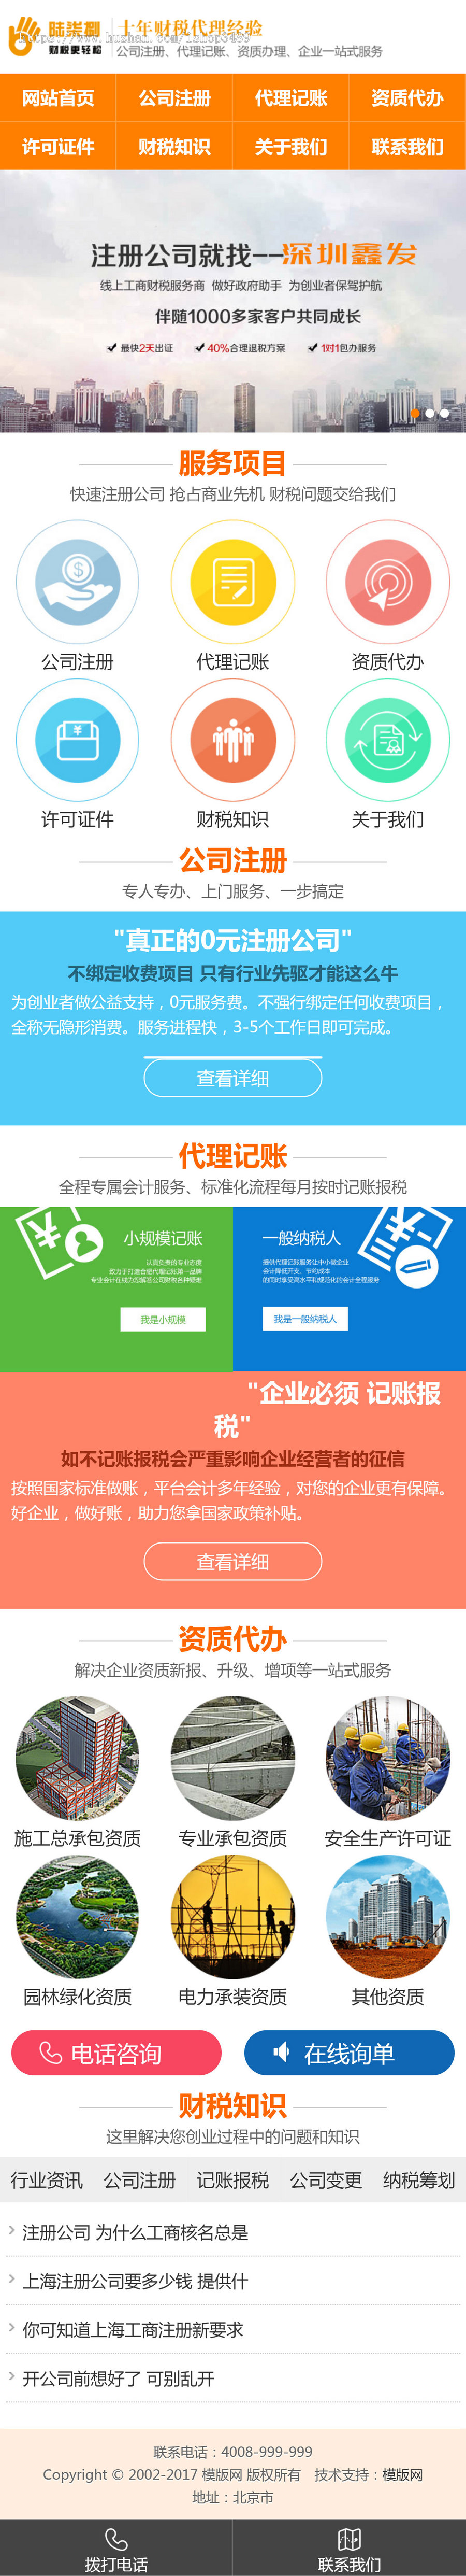 陆柒捌
财税更轻松
十年财税代理经验
https://www.huzhan.com/ishop3489
公司注册、代理记账、资质办理、企业一站式服务
网站首页 公司注册 代理记账 资质代办
许可证件 财税知识 关于我们 联系我们
注册公司就找--深圳鑫发
线上工商财税服务商 做好政府助手 为创业者保驾护航
伴随1000多家客户共同成长
最快2天出证 40%合理退税方案 1对1包办服务
服务项目
快速注册公司 抢占商业先机 财税问题交给我们
公司注册 代理记账 资质代办
许可证件 财税知识 关于我们
公司注册
专人专办、上门服务、一步搞定
"真正的0元注册公司"
不绑定收费项目 只有行业先驱才能这么牛
为创业者做公益支持，0元服务费。不强行绑定任何收费项目，
全称无隐形消费。服务进程快，3-5个工作日即可完成。
查看详细
代理记账
全程专属会计服务、标准化流程每月按时记账报税
小规模记账
认真负责的专业态度
致力于打造合肥代理记账第一品牌
专业会计在线为您解答公司财税各种疑难
我是小规模
一般纳税人
提供代理记账服务让中小微企业
会计降低开支、节约成本
的同时享受高水平和规范化的会计全程服务
我是一般纳税人
"企业必须 记账报
税"
如不记账报税会严重影响企业经营者的征信
按照国家标准做账，平台会计多年经验，对您的企业更有保障。
好企业，做好账，助力您拿国家政策补贴。
查看详细
资质代办
解决企业资质新报、升级、增项等一站式服务
施工总承包资质 专业承包资质 安全生产许可证
园林绿化资质 电力承装资质 其他资质
电话咨询 在线询单
财税知识
这里解决您创业过程中的问题和知识
行业资讯 公司注册 记账报税 公司变更 纳税筹划
注册公司 为什么工商核名总是
上海注册公司要多少钱 提供什
你可知道上海工商注册新要求
开公司前想好了 可别乱开
联系电话：4008-999-999
Copyright © 2002-2017 模版网 版权所有 技术支持：模版网
地址：北京市
拨打电话 联系我们